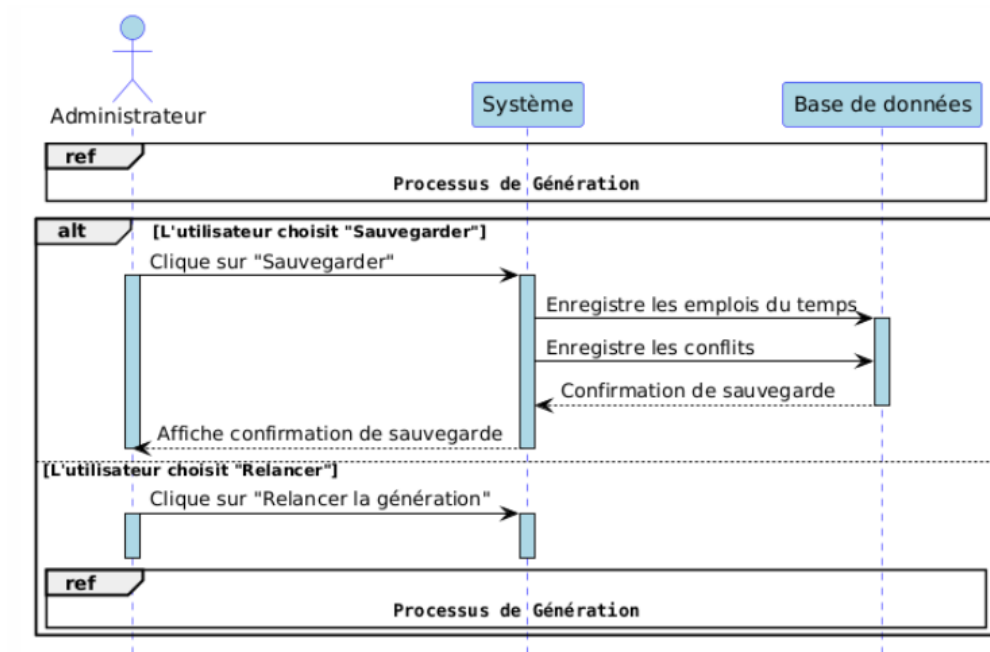 Administrateur
Système
Base de données
ref
Processus de Génération
alt
[L'utilisateur choisit "Sauvegarder"]
Clique sur "Sauvegarder"
Enregistre les emplois du temps
Enregistre les conflits
Confirmation de sauvegarde
Affiche confirmation de sauvegarde
[L'utilisateur choisit "Relancer"]
Clique sur "Relancer la génération"
ref
Processus de Génération